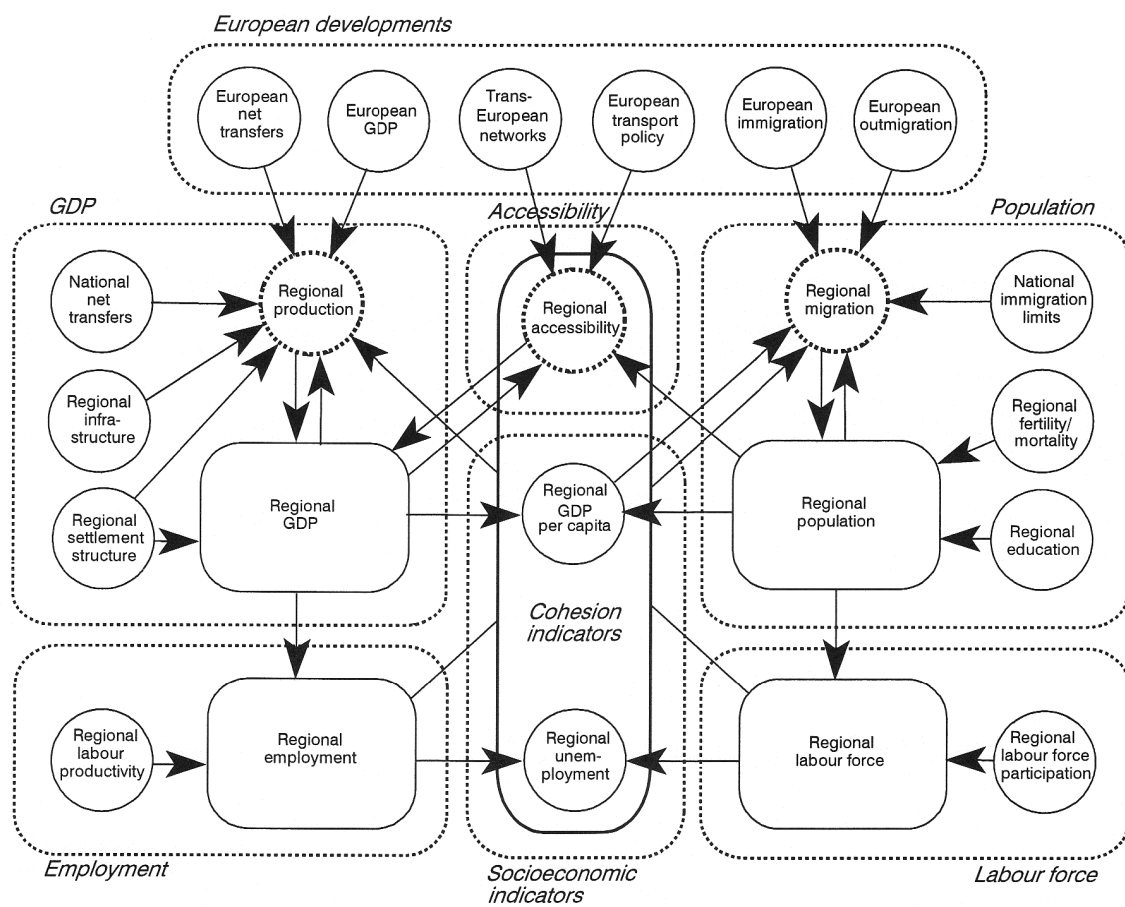 European developments
European
net
transfers
European
GDP
Trans-
European
networks
European
transport
policy
European
immigration
European
outmigration
GDP
Accessibility
Population
National
net
transfers
Regional
production
Regional
accessibility
Regional
migration
National
immigration
limits
Regional
infra-
structure
Regional
fertility/
mortality
Regional
settlement
structure
Regional
GDP
Regional
GDP
per capita
Regional
population
Regional
education
Cohesion
indicators
Regional
labour
productivity
Regional
employment
Regional
unem-
ployment
Regional
labour force
Regional
labour force
participation
Employment
Socioeconomic
indicators
Labour force